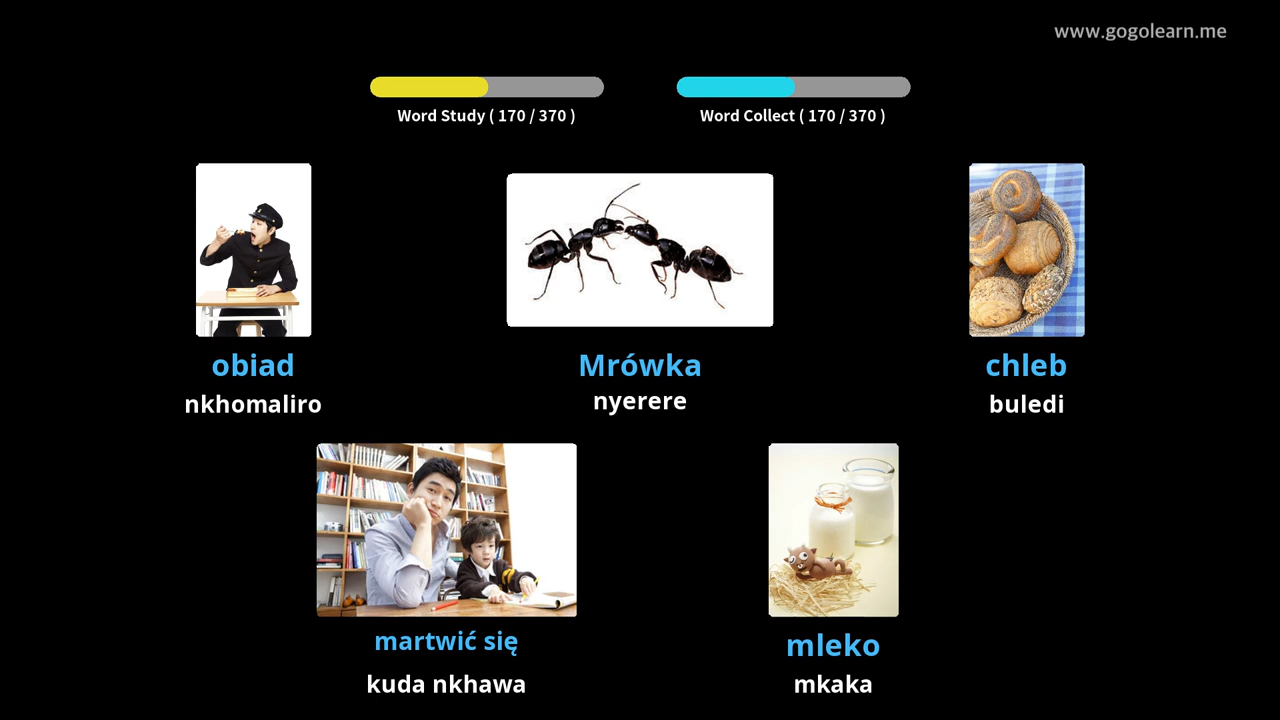 www.gogolearn.me
Word Study ( 170 / 370 )
Word Collect ( 170 / 370 )
obiad
nkhomaliro
Mrówka
nyerere
chleb
buledi
martwić się
kuda nkhawa
mleko
mkaka